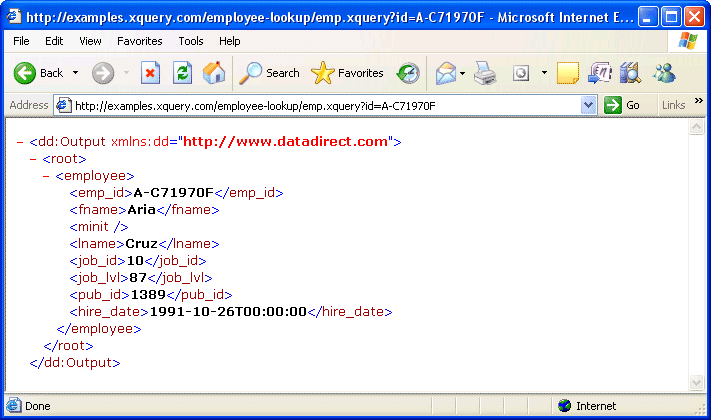 http://examples.xquery.com/employee-lookup/emp.xquery?id=A-C71970F - Microsoft Internet E...
File Edit View Favorites Tools Help
Back Search Favorites
Address http://examples.xquery.com/employee-lookup/emp.xquery?id=A-C71970F Go Links »
- <dd:Output xmlns:dd="http://www.datadirect.com">
- <root>
- <employee>
<emp_id>A-C71970F</emp_id>
<fname>Aria</fname>
<minit />
<lname>Cruz</lname>
<job_id>10</job_id>
<job_lvl>87</job_lvl>
<pub_id>1389</pub_id>
<hire_date>1991-10-26T00:00:00</hire_date>
</employee>
</root>
</dd:Output>
Done Internet